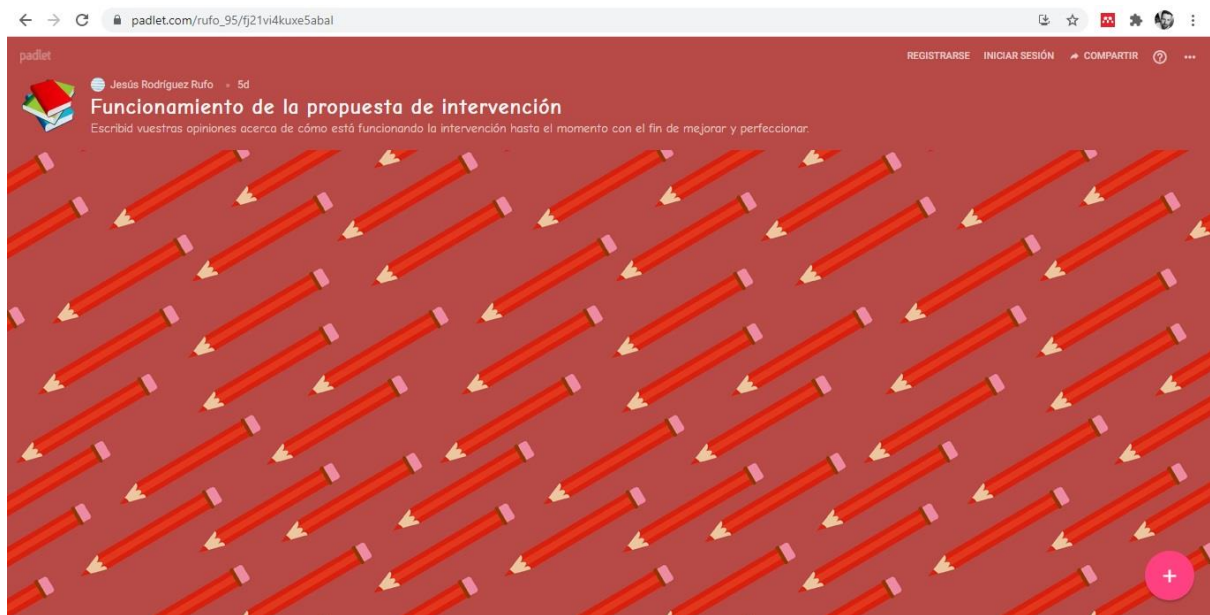 padlet.com/rufo_95/fj21vi4kuxe5abal
padlet
REGISTRARSE INICIAR SESIÓN COMPARTIR
Jesús Rodríguez Rufo • 5d
Funcionamiento de la propuesta de intervención
Escribid vuestras opiniones acerca de cómo está funcionando la intervención hasta el momento con el fin de mejorar y perfeccionar.